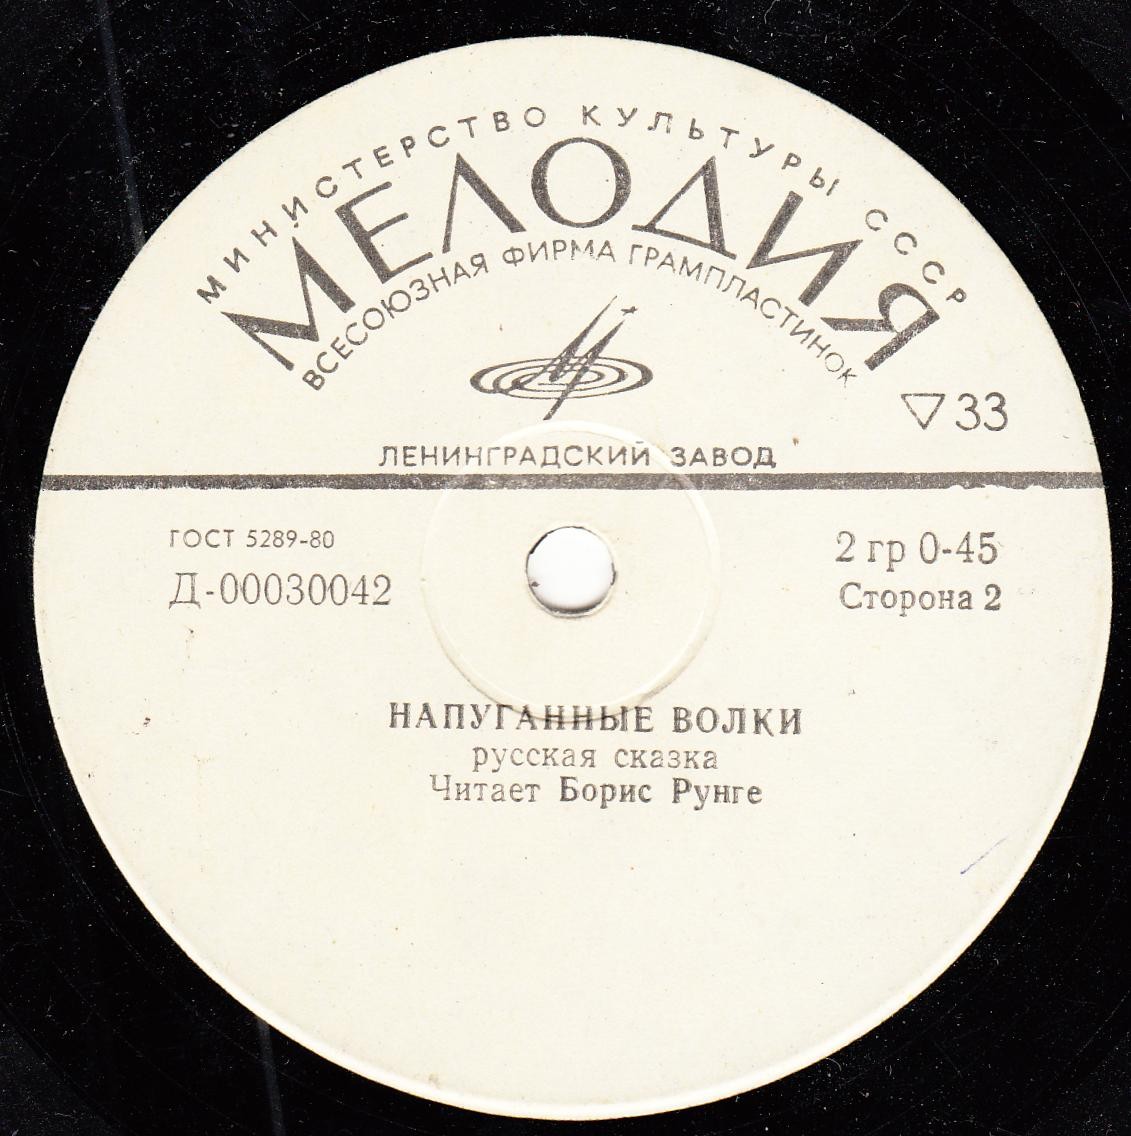 МИНИСТЕРСТВО КУЛЬТУРЫ СССР
МЕЛОДИЯ
ВСЕСОЮЗНАЯ ФИРМА ГРАМПЛАСТИНОК
▽33
ЛЕНИНГРАДСКИЙ ЗАВОД
ГОСТ 5289-80
2 гр 0-45
Д-00030042
Сторона 2
НАПУГАННЫЕ ВОЛКИ
русская сказка
Читает Борис Рунге